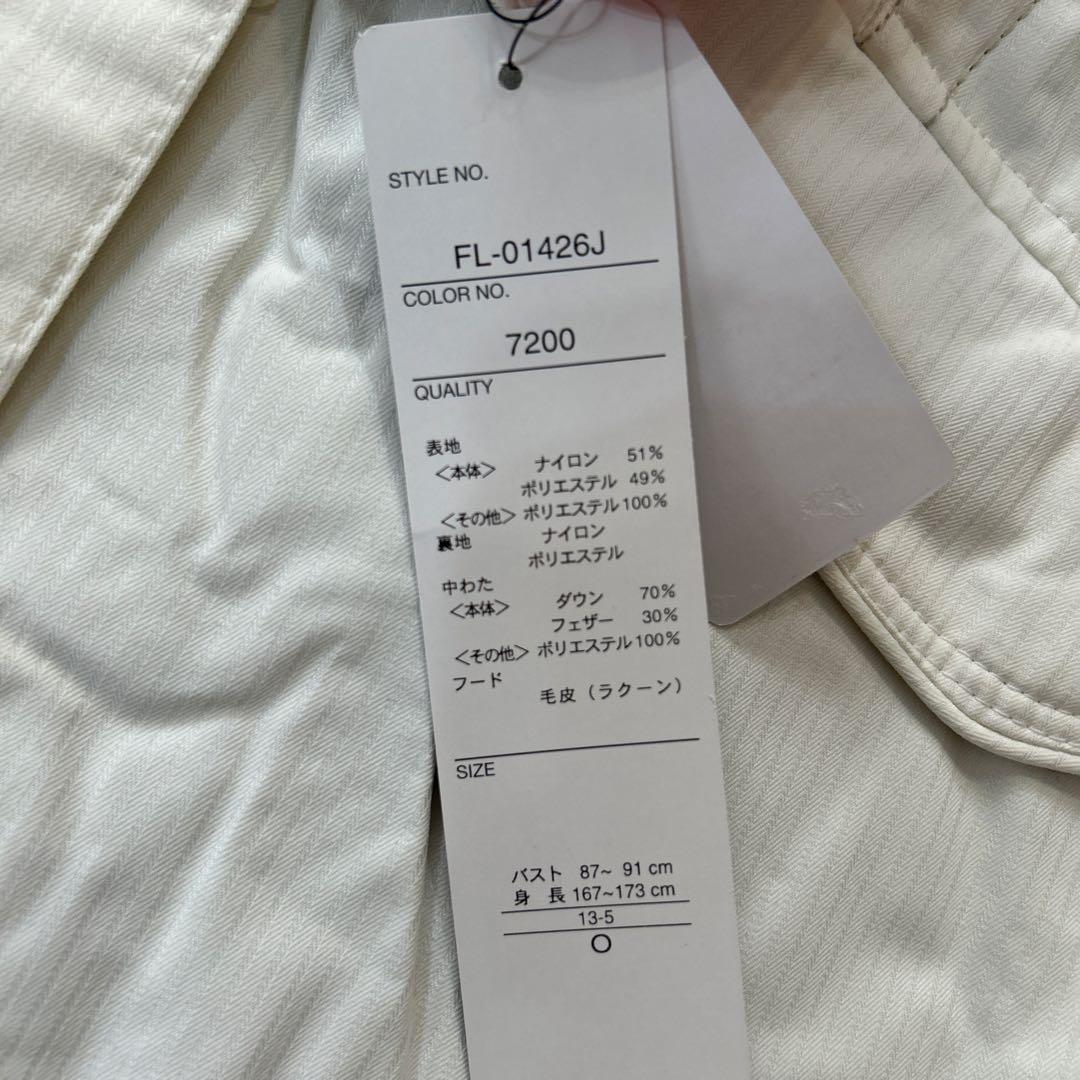 STYLE NO.
FL-01426J
COLOR NO.
7200
QUALITY
表地
<本体> ナイロン 51%
ポリエステル 49%
<その他> ポリエステル 100%
裏地 ナイロン
ポリエステル
中わた
<本体> ダウン 70%
フェザー 30%
<その他> ポリエステル 100%
フード
毛皮（ラクーン）
SIZE
バスト 87~ 91 cm
身 長 167~173 cm
13-5
O